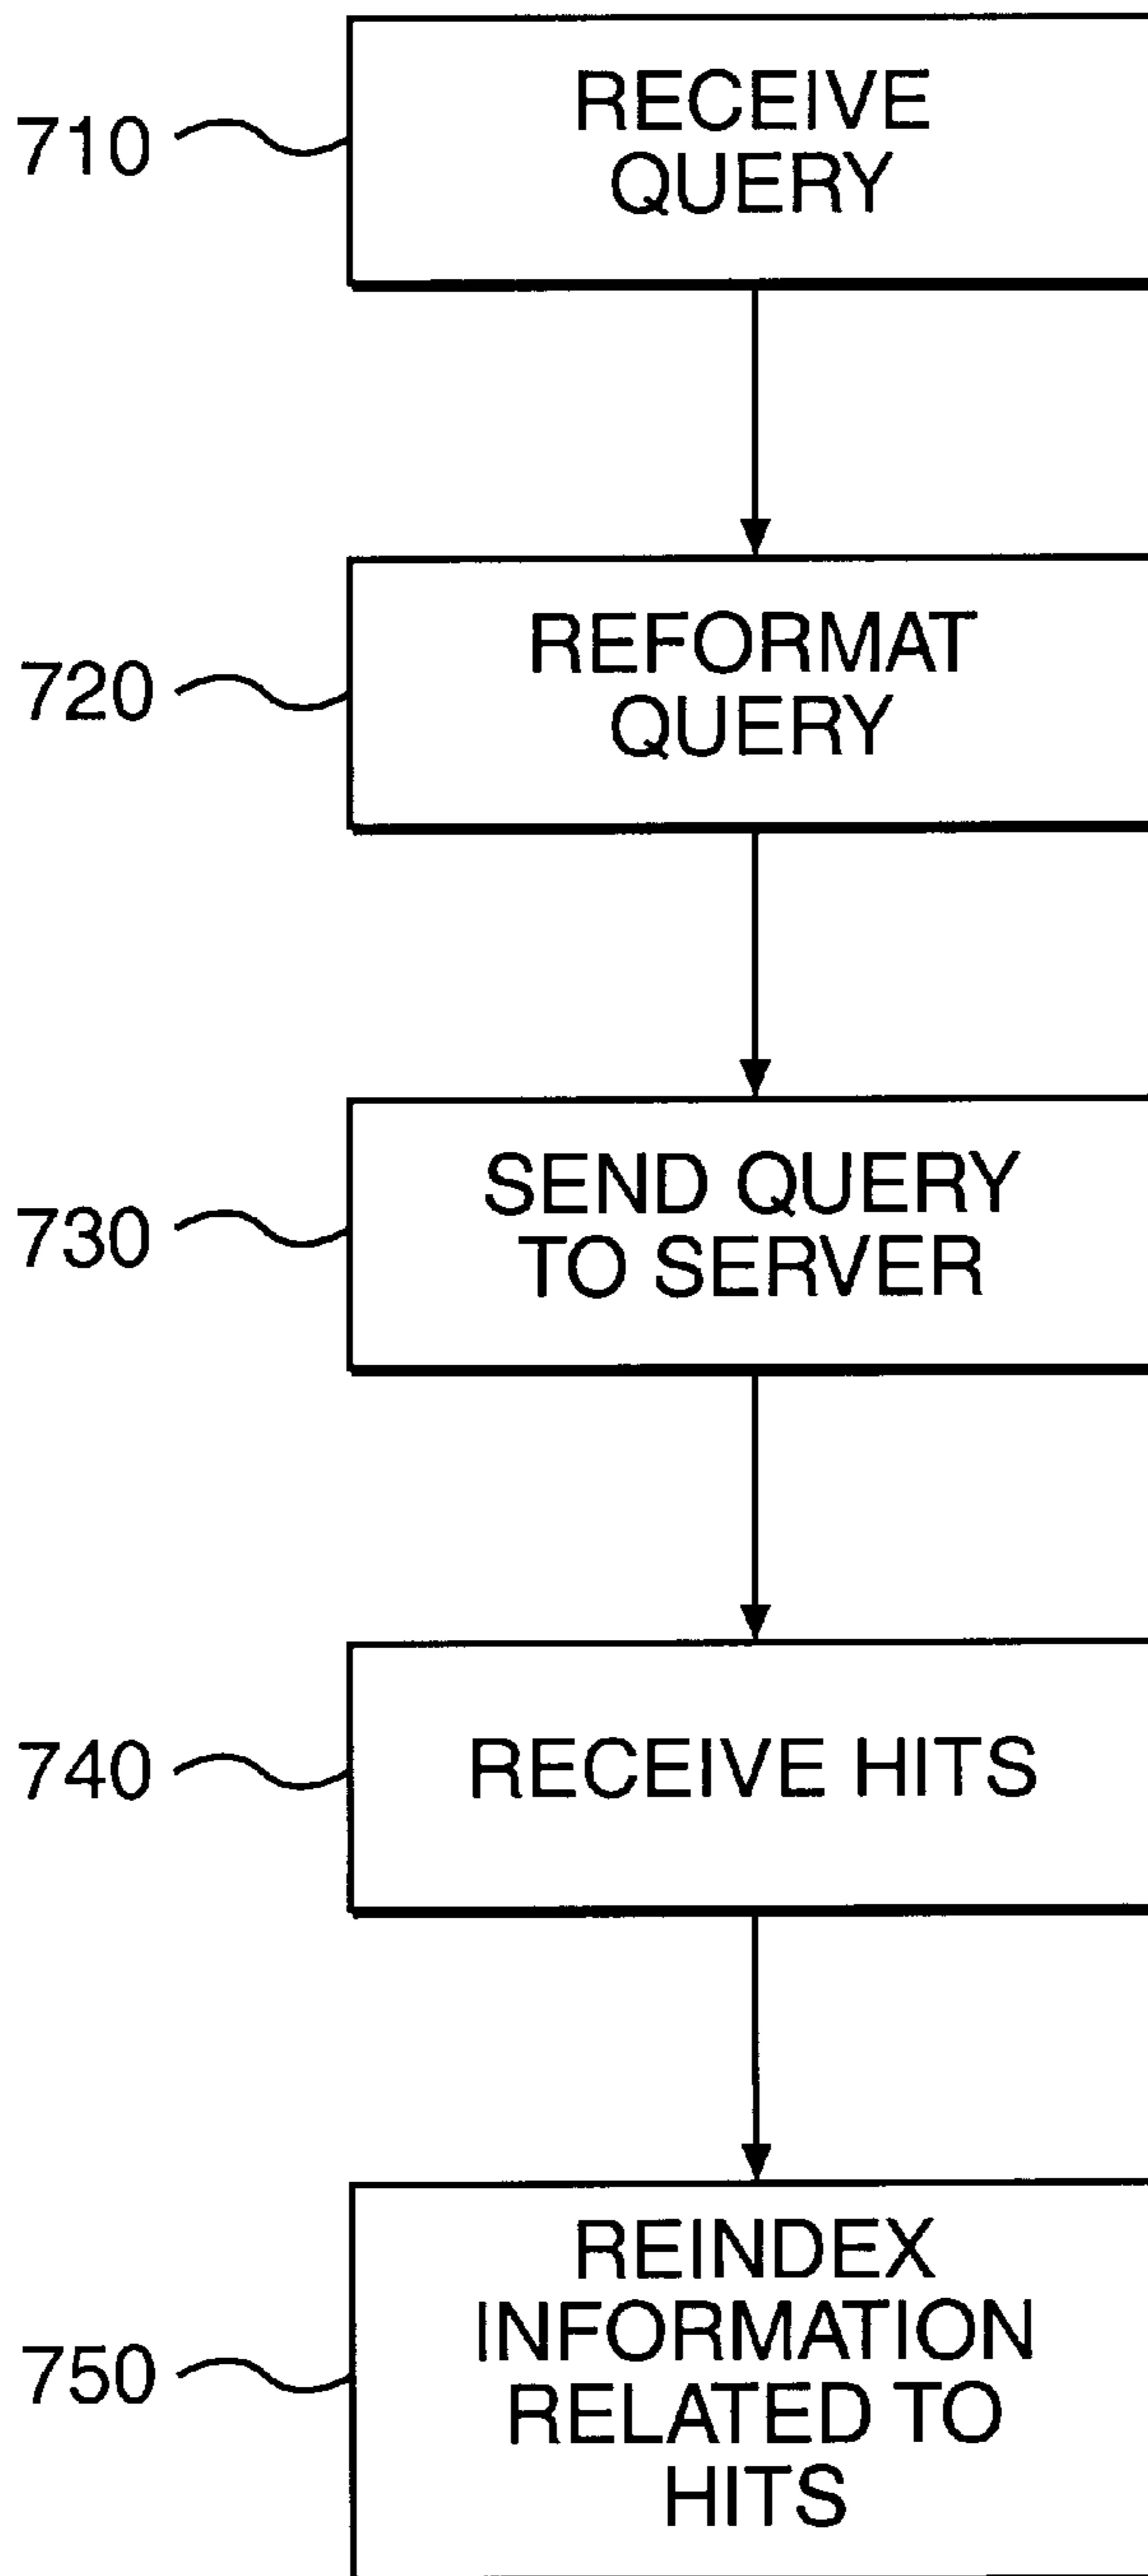 710
RECEIVE
QUERY
720
REFORMAT
QUERY
730
SEND QUERY
TO SERVER
740
RECEIVE HITS
750
REINDEX
INFORMATION
RELATED TO
HITS